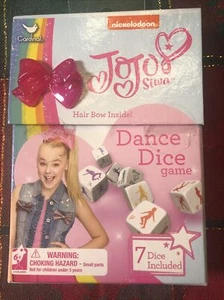 nickelodeon
Cardinal
JoJo
Siwa
Hair Bow Inside!
Dance
Dice
game
6+
WARNING:
CHOKING HAZARD - Small parts
Not for children under 3 years
7 Dice
Included